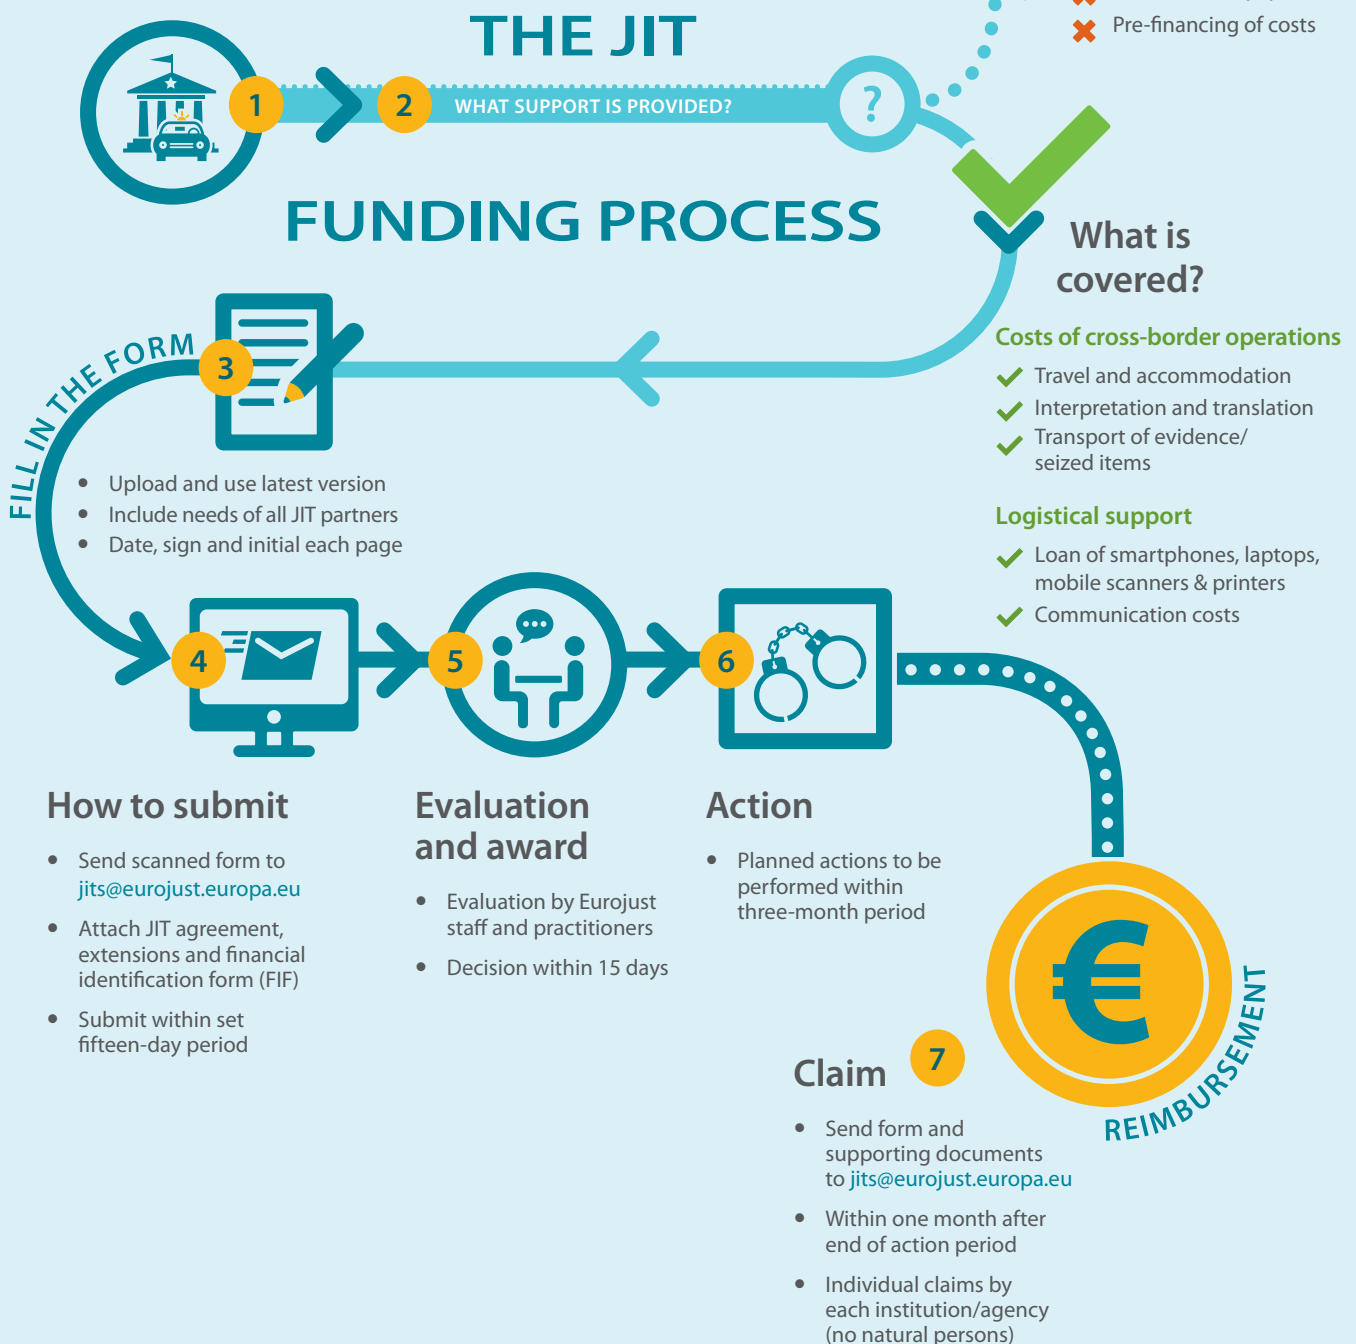 Pre-financing of costs
THE JIT
1
2
WHAT SUPPORT IS PROVIDED?
?
FUNDING PROCESS
What is
covered?
Costs of cross-border operations
Travel and accommodation
Interpretation and translation
Transport of evidence/
seized items
Logistical support
Loan of smartphones, laptops,
mobile scanners & printers
Communication costs
3
FILL IN THE FORM
• Upload and use latest version
• Include needs of all JIT partners
• Date, sign and initial each page
4
How to submit
• Send scanned form to
jits@eurojust.europa.eu
• Attach JIT agreement,
extensions and financial
identification form (FIF)
• Submit within set
fifteen-day period
5
Evaluation
and award
• Evaluation by Eurojust
staff and practitioners
• Decision within 15 days
6
Action
• Planned actions to be
performed within
three-month period
€
REIMBURSEMENT
7
Claim
• Send form and
supporting documents
to jits@eurojust.europa.eu
• Within one month after
end of action period
• Individual claims by
each institution/agency
(no natural persons)